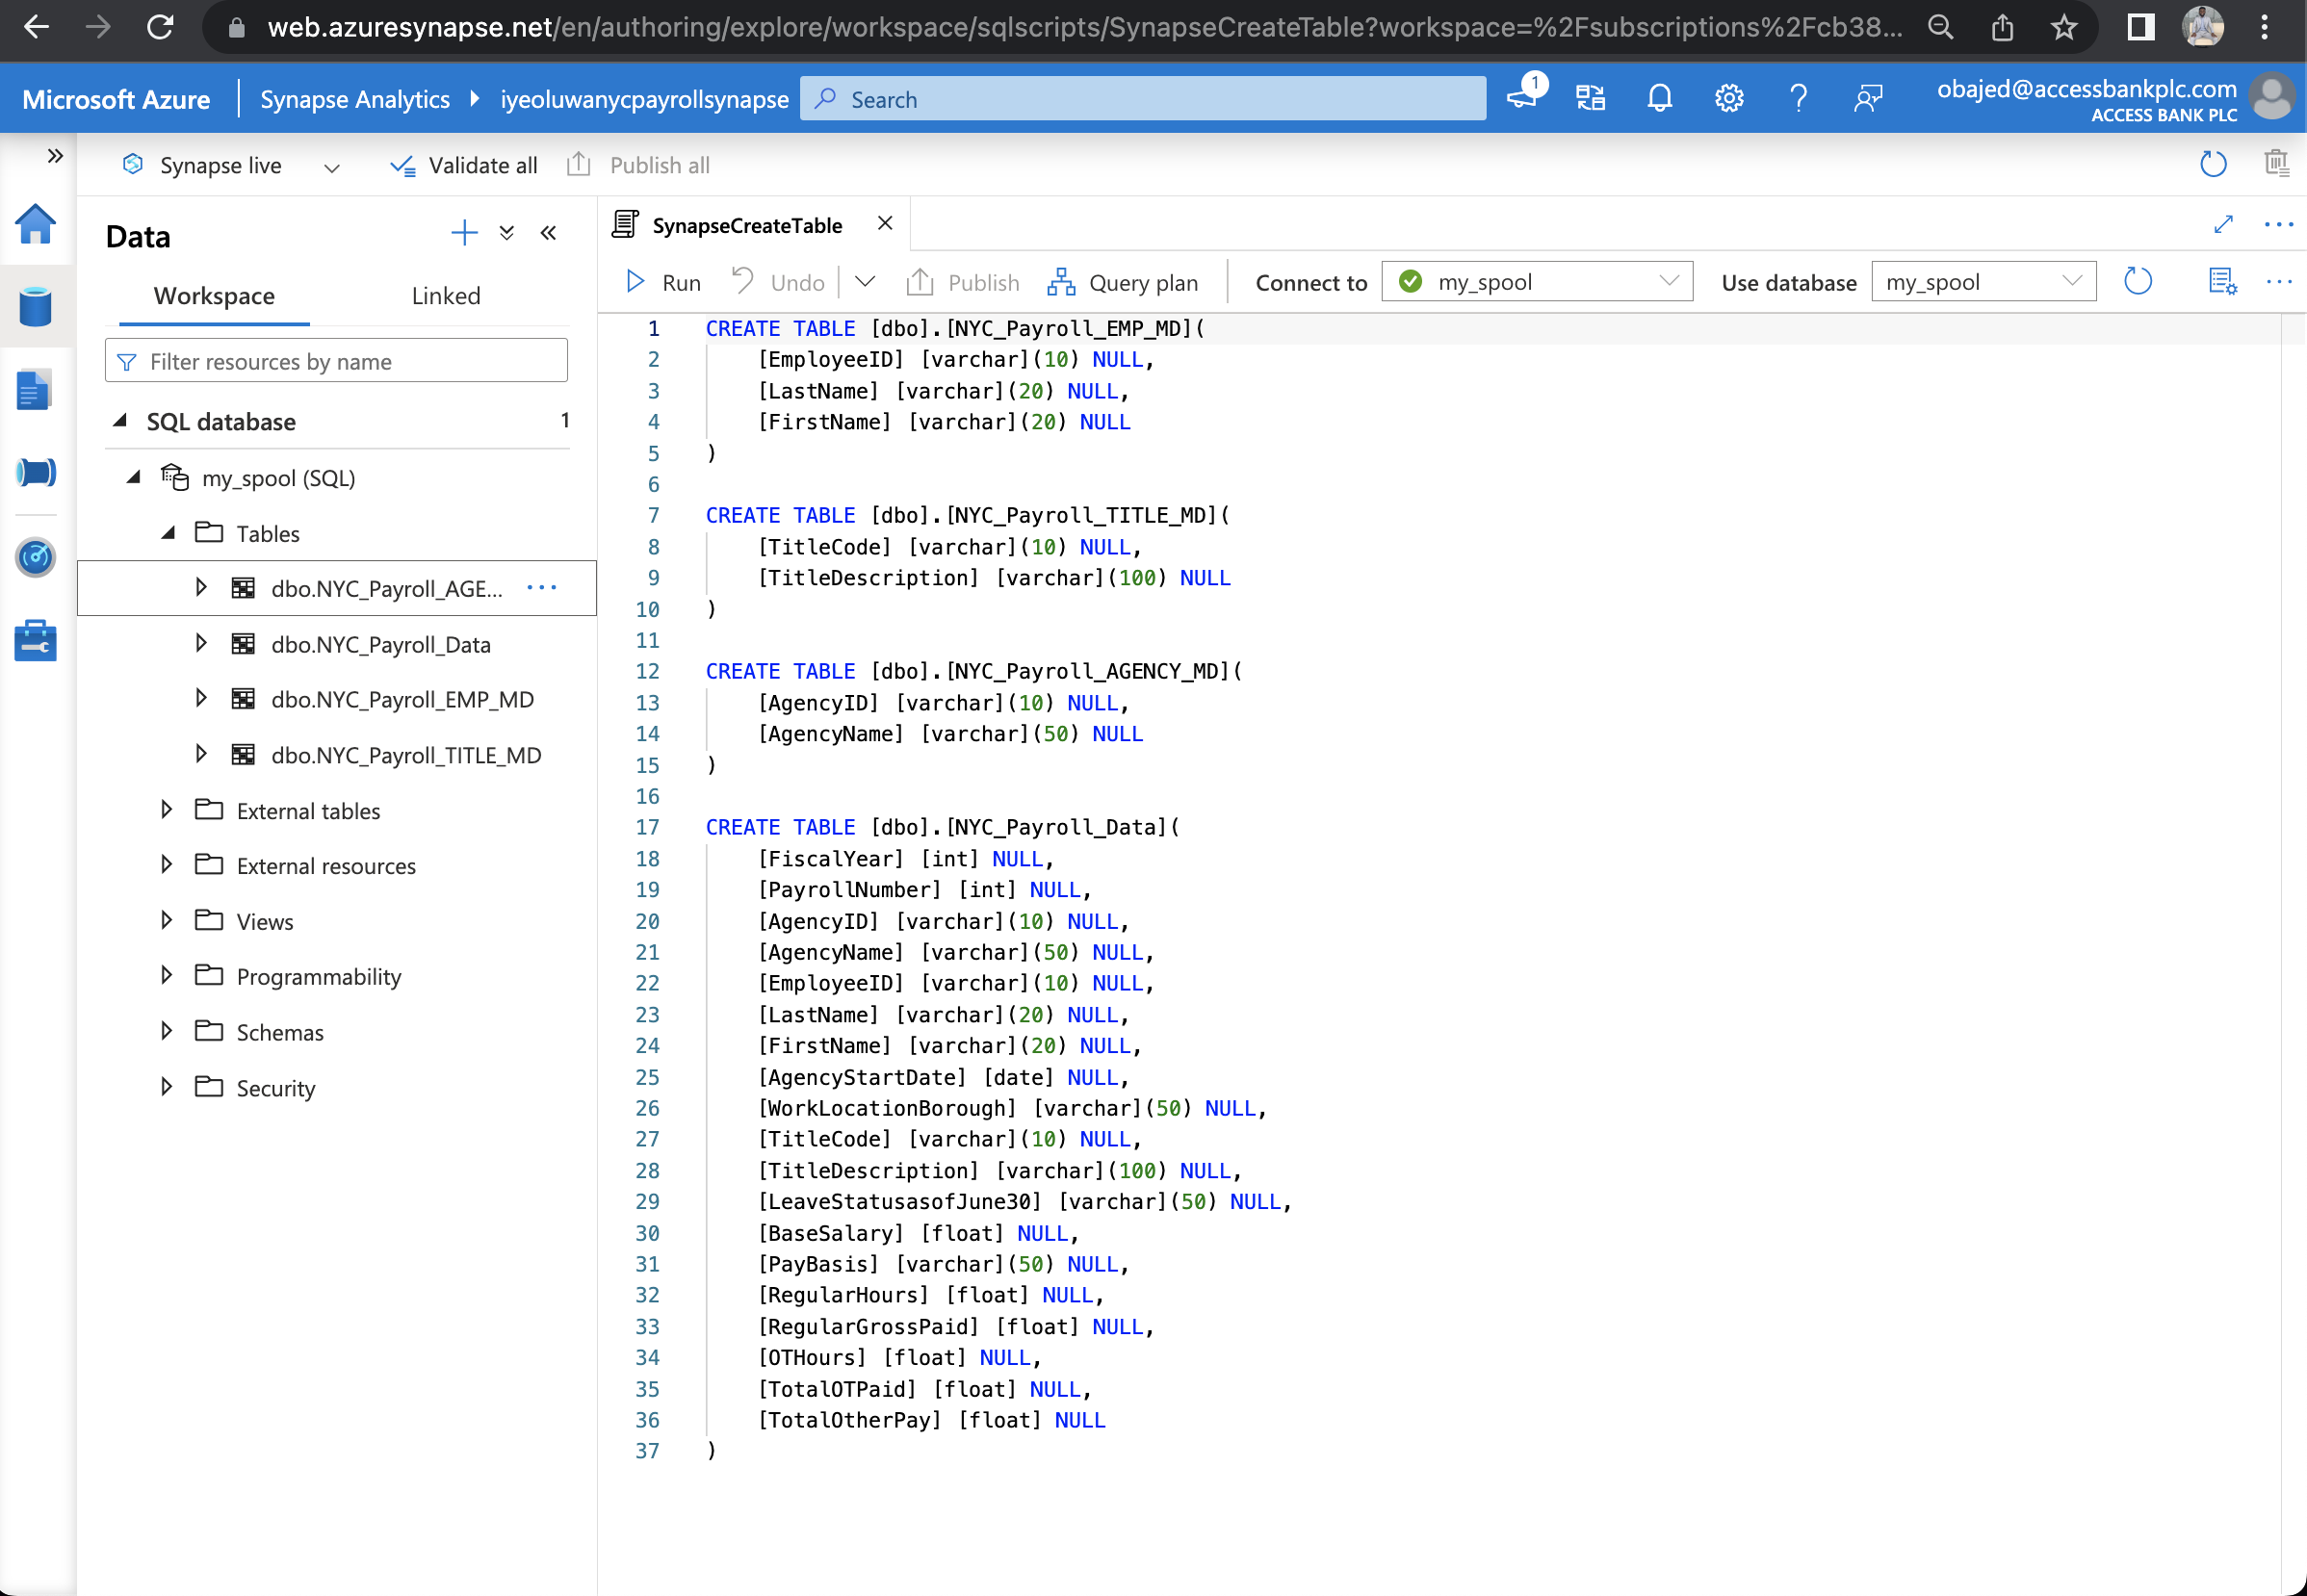 web.azuresynapse.net/en/authoring/explore/workspace/sqlscripts/SynapseCreateTable?workspace=%2Fsubscriptions%2Fcb38...
Microsoft Azure
Synapse Analytics
iyeoluwanycpayrollsynapse
Search
1
?
obajed@accessbankplc.com
ACCESS BANK PLC
Synapse live
Validate all
Publish all
Data
Workspace
Linked
Filter resources by name
SQL database 1
my_spool (SQL)
Tables
dbo.NYC_Payroll_AGE... ...
dbo.NYC_Payroll_Data
dbo.NYC_Payroll_EMP_MD
dbo.NYC_Payroll_TITLE_MD
External tables
External resources
Views
Programmability
Schemas
Security
SynapseCreateTable
Run Undo Publish Query plan Connect to my_spool Use database my_spool
1 CREATE TABLE [dbo].[NYC_Payroll_EMP_MD](
2 [EmployeeID] [varchar](10) NULL,
3 [LastName] [varchar](20) NULL,
4 [FirstName] [varchar](20) NULL
5 )
6
7 CREATE TABLE [dbo].[NYC_Payroll_TITLE_MD](
8 [TitleCode] [varchar](10) NULL,
9 [TitleDescription] [varchar](100) NULL
10 )
11
12 CREATE TABLE [dbo].[NYC_Payroll_AGENCY_MD](
13 [AgencyID] [varchar](10) NULL,
14 [AgencyName] [varchar](50) NULL
15 )
16
17 CREATE TABLE [dbo].[NYC_Payroll_Data](
18 [FiscalYear] [int] NULL,
19 [PayrollNumber] [int] NULL,
20 [AgencyID] [varchar](10) NULL,
21 [AgencyName] [varchar](50) NULL,
22 [EmployeeID] [varchar](10) NULL,
23 [LastName] [varchar](20) NULL,
24 [FirstName] [varchar](20) NULL,
25 [AgencyStartDate] [date] NULL,
26 [WorkLocationBorough] [varchar](50) NULL,
27 [TitleCode] [varchar](10) NULL,
28 [TitleDescription] [varchar](100) NULL,
29 [LeaveStatusasofJune30] [varchar](50) NULL,
30 [BaseSalary] [float] NULL,
31 [PayBasis] [varchar](50) NULL,
32 [RegularHours] [float] NULL,
33 [RegularGrossPaid] [float] NULL,
34 [OTHours] [float] NULL,
35 [TotalOTPaid] [float] NULL,
36 [TotalOtherPay] [float] NULL
37 )